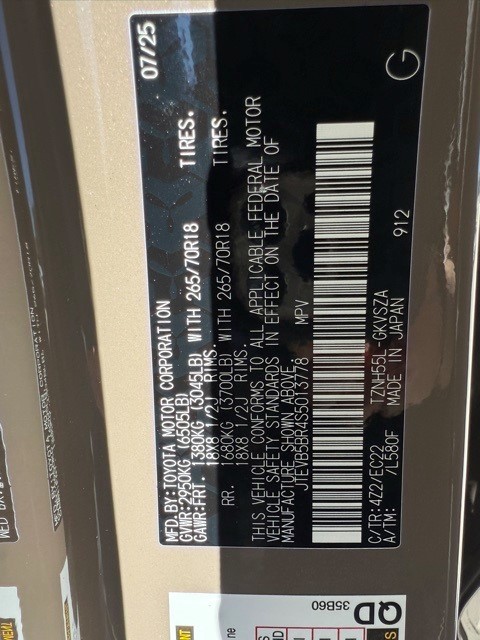 MFD.BY:TOYOTA MOTOR CORPORATION 07/25
GVWR:2950KG (6505LB)
GAWR:FRT. 1380KG (3045LB) WITH 265/70R18 TIRES.
18X8 1/2J RIMS.
RR. 1680KG (3700LB) WITH 265/70R18 TIRES.
18X8 1/2J RIMS.
THIS VEHICLE CONFORMS TO ALL APPLICABLE FEDERAL MOTOR
VEHICLE SAFETY STANDARDS IN EFFECT ON THE DATE OF
MANUFACTURE SHOWN ABOVE.
JTEVB5BR4S5013778 MPV
C/TR:4Z2/EC22 TZNH55L GKVSZA
A/TM: 7L580F MADE IN JAPAN
912
G
QD
35B60